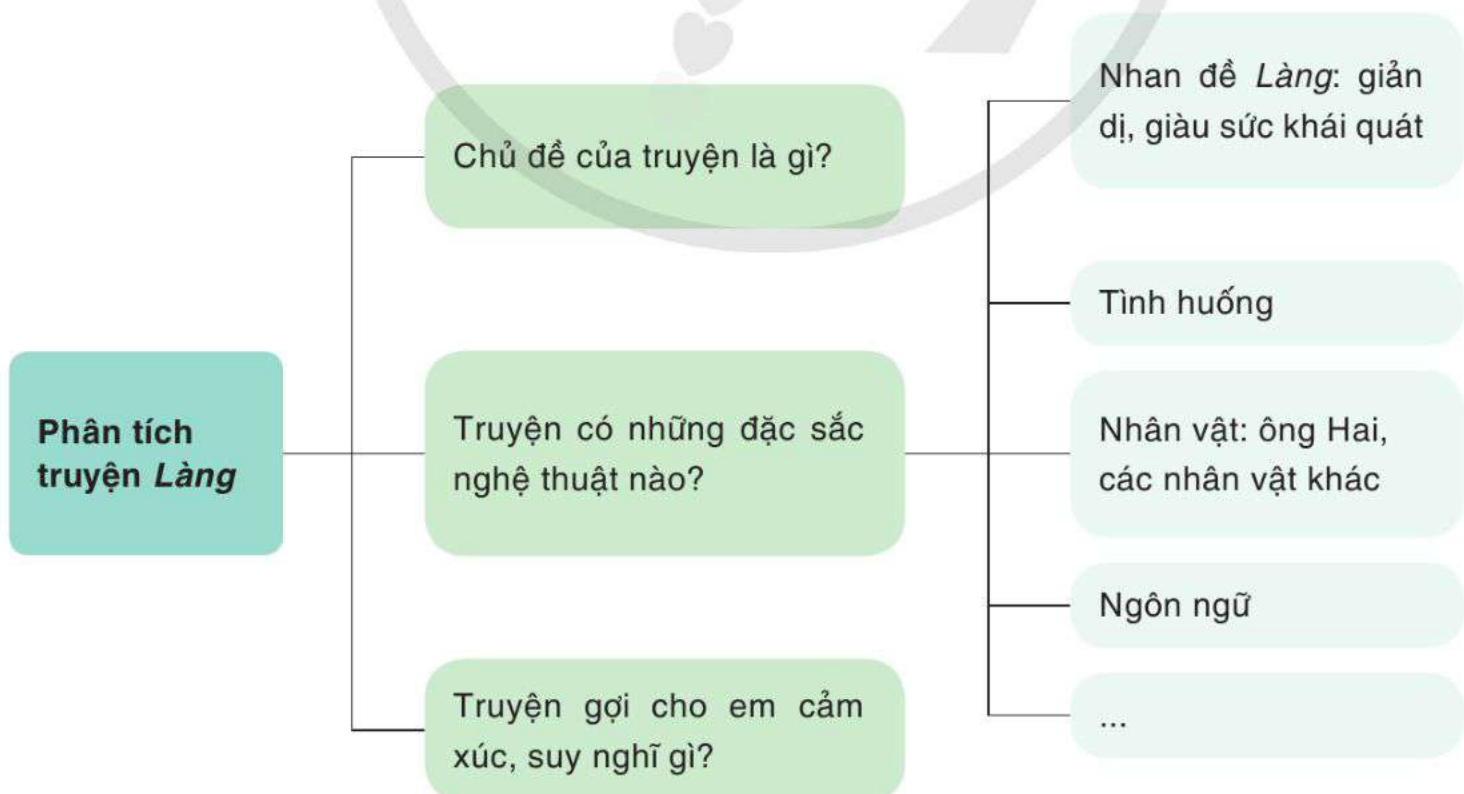 Phân tích
truyện Làng
Chủ đề của truyện là gì?
Truyện có những đặc sắc
nghệ thuật nào?
Truyện gợi cho em cảm
xúc, suy nghĩ gì?
Nhan đề Làng: giản
dị, giàu sức khái quát
Tình huống
Nhân vật: ông Hai,
các nhân vật khác
Ngôn ngữ
...